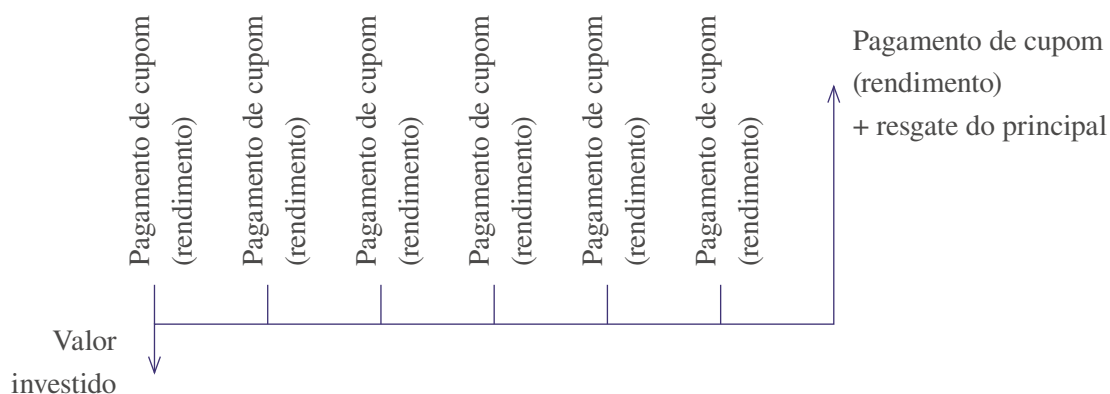 Pagamento de cupom
(rendimento)
Pagamento de cupom
(rendimento)
Pagamento de cupom
(rendimento)
Pagamento de cupom
(rendimento)
Pagamento de cupom
(rendimento)
Pagamento de cupom
(rendimento)
Pagamento de cupom
(rendimento)
+ resgate do principal
Valor
investido